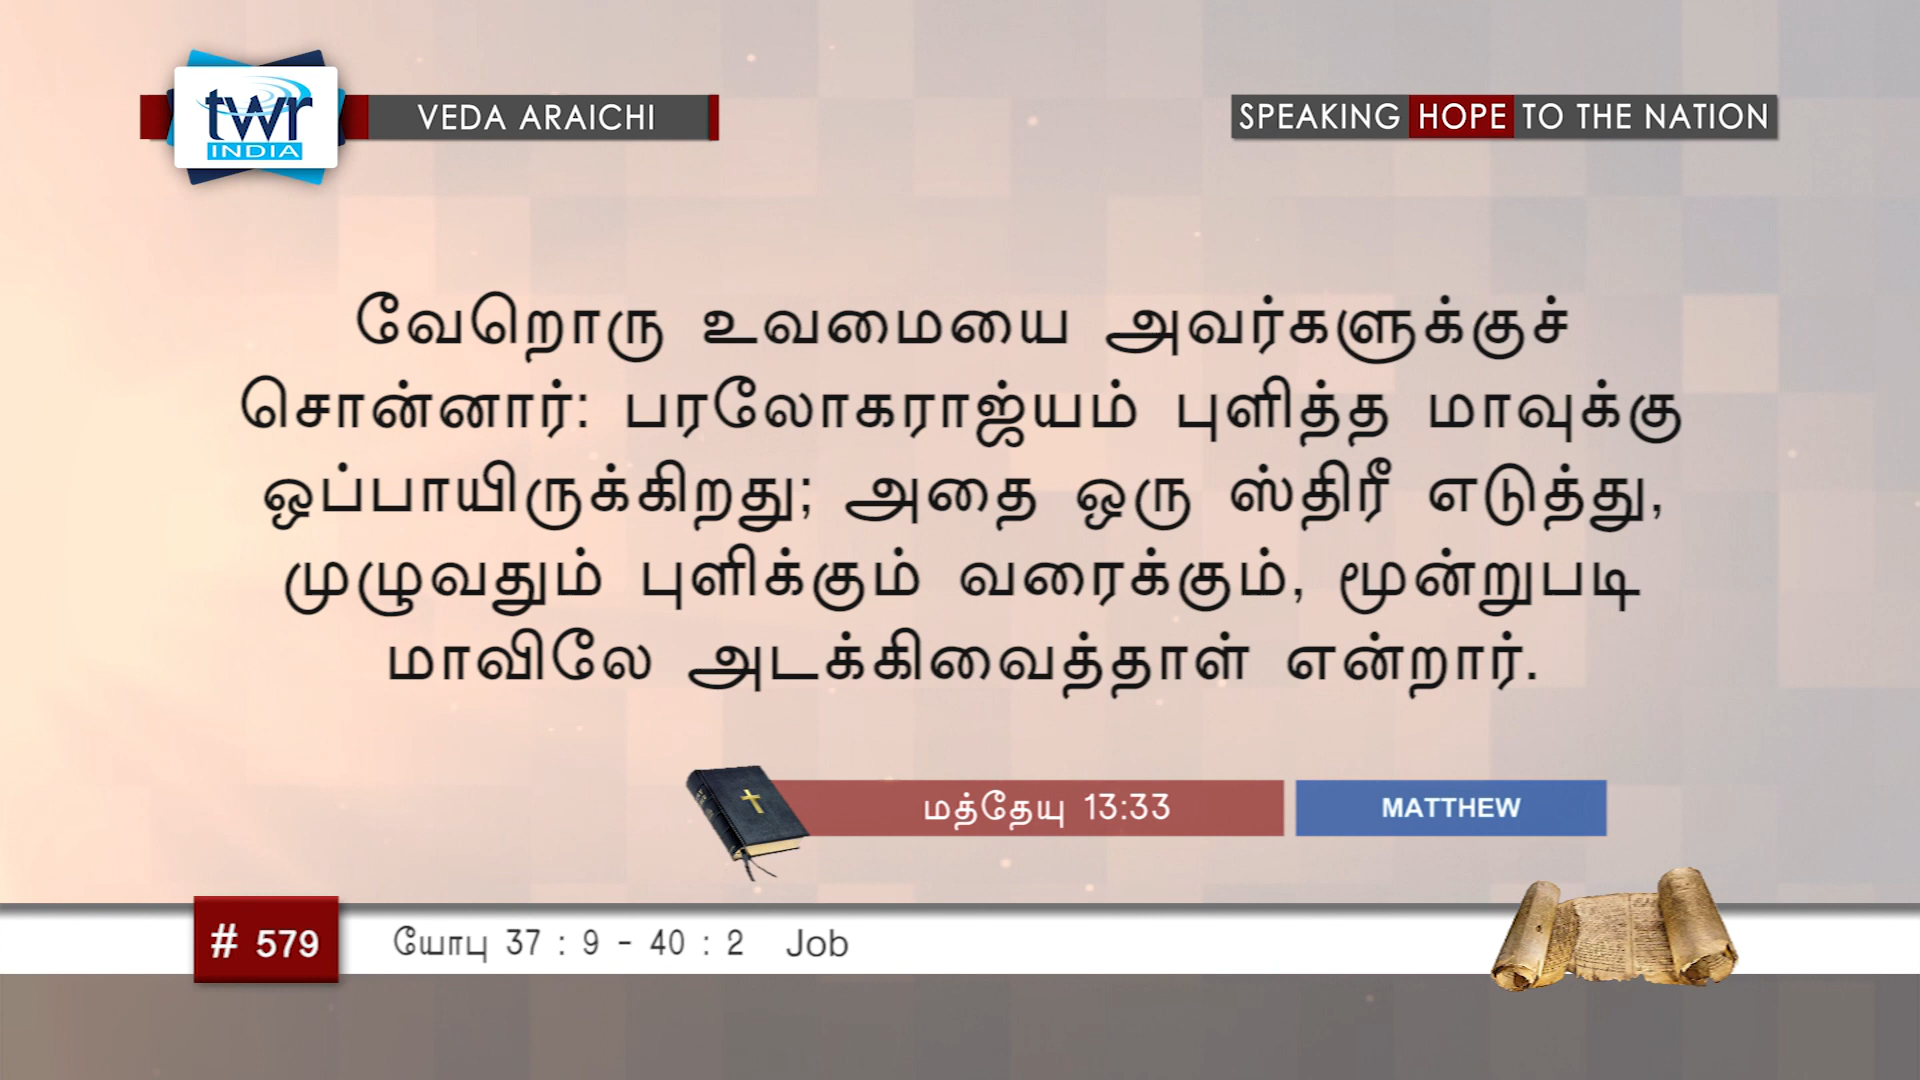 twr
INDIA
VEDA ARAICHI
SPEAKING HOPE TO THE NATION
வேறொரு உவமையை அவர்களுக்குச்
சொன்னார்: பரலோகராஜ்யம் புளித்த மாவுக்கு
ஒப்பாயிருக்கிறது; அதை ஒரு ஸ்திரீ எடுத்து,
முழுவதும் புளிக்கும் வரைக்கும், மூன்றுபடி
மாவிலே அடக்கிவைத்தாள் என்றார்.
மத்தேயு 13:33
MATTHEW
# 579
யோபு 37 : 9 - 40 : 2 Job